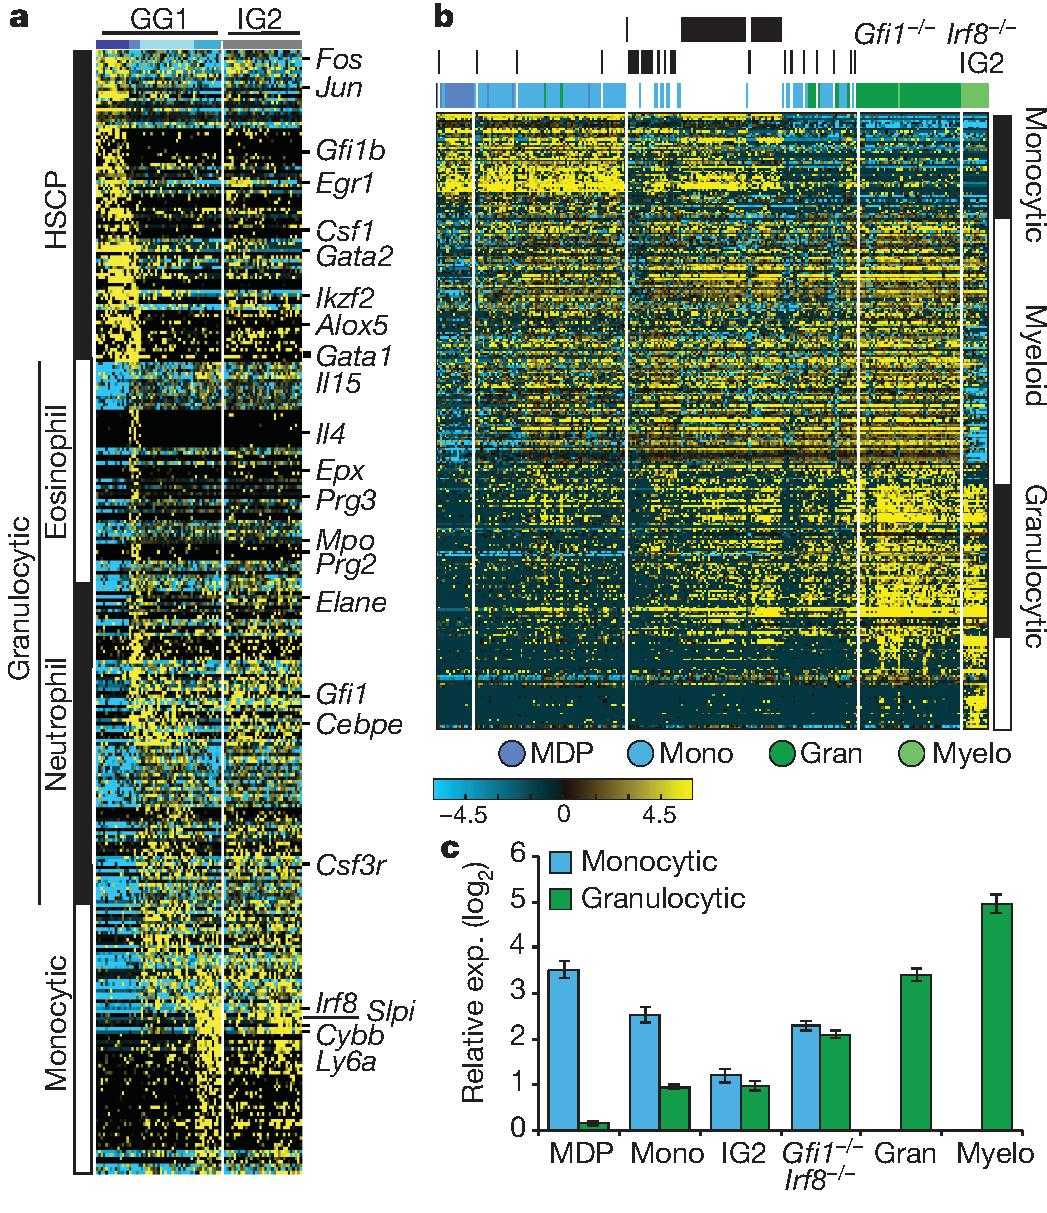 a
GG1 IG2
HSCP
Granulocytic
Eosinophil
Neutrophil
Monocytic
Fos
Jun
Gfi1b
Egr1
Csf1
Gata2
Ikzf2
Alox5
Gata1
Il15
Il4
Epx
Prg3
Mpo
Prg2
Elane
Gfi1
Cebpe
Csf3r
Irf8 Slpi
Cybb
Ly6a
b
Gfi1−/− Irf8−/−
IG2
Monocytic
Myeloid
Granulocytic
MDP Mono Gran Myelo
−4.5 0 4.5
c
Relative exp. (log2)
6
5
4
3
2
1
0
Monocytic
Granulocytic
MDP Mono IG2 Gfi1−/− Irf8−/− Gran Myelo